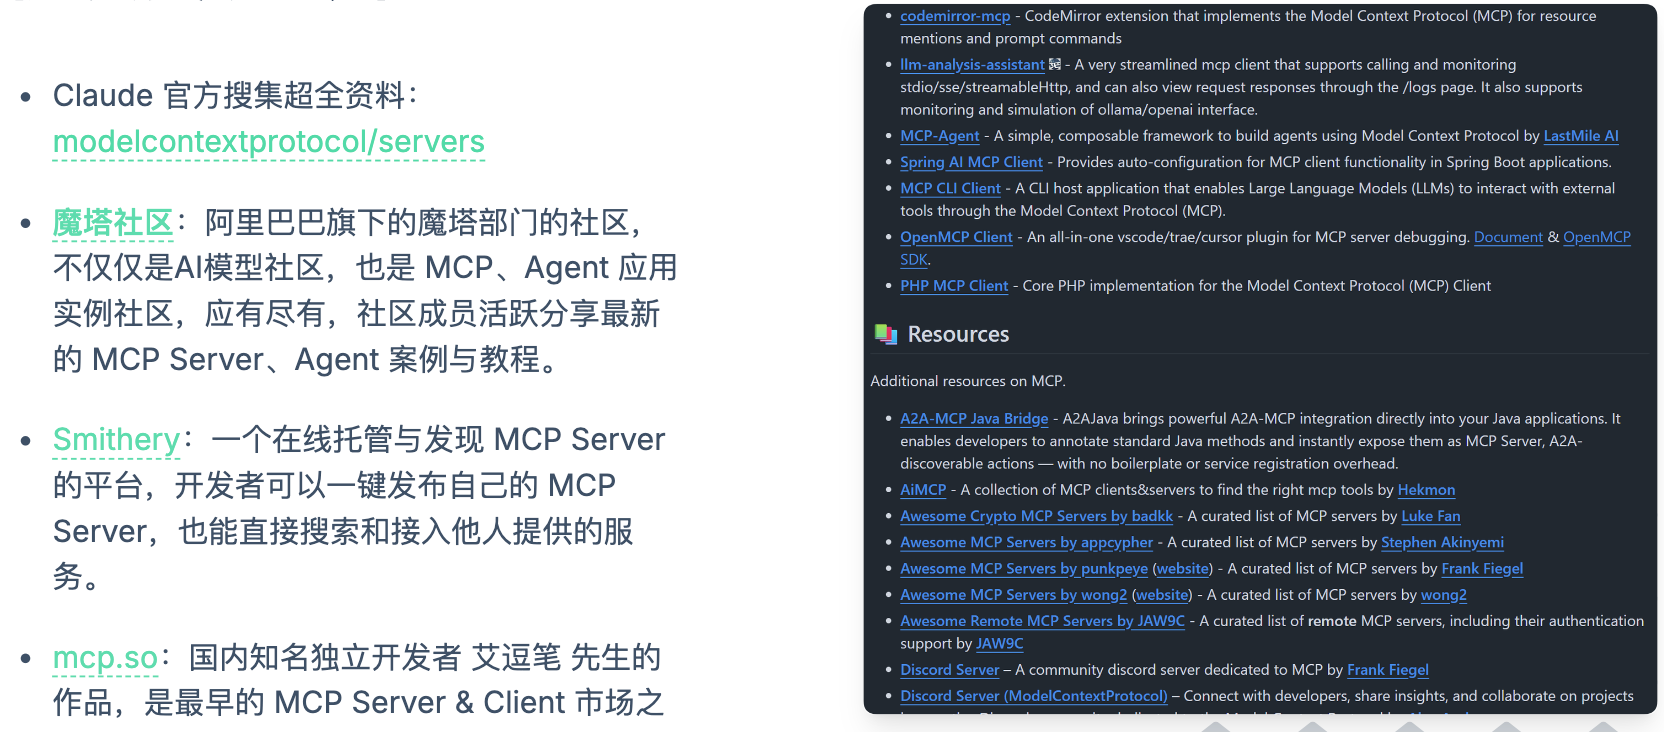 Claude 官方搜集超全资料：
modelcontextprotocol/servers
魔塔社区：阿里巴巴旗下的魔塔部门的社区，
不仅仅是AI模型社区，也是 MCP、Agent 应用
实例社区，应有尽有，社区成员活跃分享最新
的 MCP Server、Agent 案例与教程。
Smithery：一个在线托管与发现 MCP Server
的平台，开发者可以一键发布自己的 MCP
Server，也能直接搜索和接入他人提供的服
务。
mcp.so：国内知名独立开发者 艾逗笔 先生的
作品，是最早的 MCP Server & Client 市场之
codemirror-mcp - CodeMirror extension that implements the Model Context Protocol (MCP) for resource
mentions and prompt commands
llm-analysis-assistant - A very streamlined mcp client that supports calling and monitoring
stdio/sse/streamableHttp, and can also view request responses through the /logs page. It also supports
monitoring and simulation of ollama/openai interface.
MCP-Agent - A simple, composable framework to build agents using Model Context Protocol by LastMile AI
Spring AI MCP Client - Provides auto-configuration for MCP client functionality in Spring Boot applications.
MCP CLI Client - A CLI host application that enables Large Language Models (LLMs) to interact with external
tools through the Model Context Protocol (MCP).
OpenMCP Client - An all-in-one vscode/trae/cursor plugin for MCP server debugging. Document & OpenMCP
SDK.
PHP MCP Client - Core PHP implementation for the Model Context Protocol (MCP) Client
Resources
Additional resources on MCP.
A2A-MCP Java Bridge - A2AJava brings powerful A2A-MCP integration directly into your Java applications. It
enables developers to annotate standard Java methods and instantly expose them as MCP Server, A2A-
discoverable actions — with no boilerplate or service registration overhead.
AiMCP - A collection of MCP clients&servers to find the right mcp tools by Hekmon
Awesome Crypto MCP Servers by badkk - A curated list of MCP servers by Luke Fan
Awesome MCP Servers by appcypher - A curated list of MCP servers by Stephen Akinyemi
Awesome MCP Servers by punkpeye (website) - A curated list of MCP servers by Frank Fiegel
Awesome MCP Servers by wong2 (website) - A curated list of MCP servers by wong2
Awesome Remote MCP Servers by JAW9C - A curated list of remote MCP servers, including their authentication
support by JAW9C
Discord Server – A community discord server dedicated to MCP by Frank Fiegel
Discord Server (ModelContextProtocol) – Connect with developers, share insights, and collaborate on projects